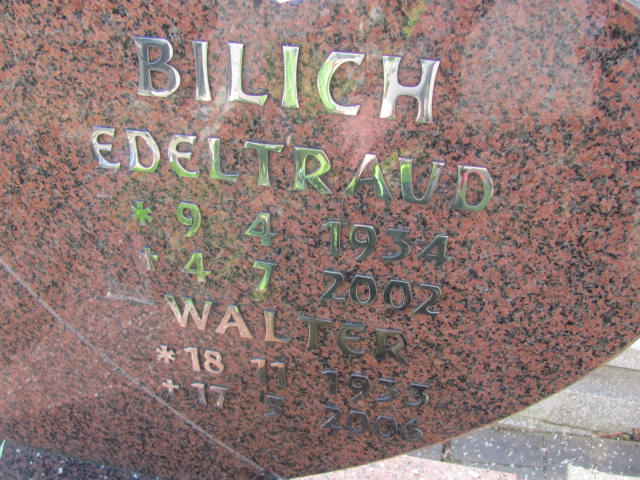 BILICH
EDELTRAUD
* 9 4 1934
† 4 7 2002
WALTER
* 18 11 1933
† 17 5 2006